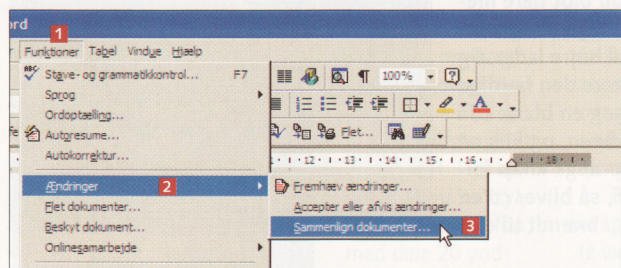 ord
1
Funktioner Tabel Vindue Hjælp
Stave- og grammatikkontrol... F7
100%
Sprog
Ordoptælling...
Flet...
Autoresume...
Autokorrektur...
12 13 14 15 16 18
Ændringer 2
Fremhæv ændringer...
Flet dokumenter...
Accepter eller afvis ændringer...
Beskyt dokument...
Sammenlign dokumenter... 3
Onlinesamarbejde